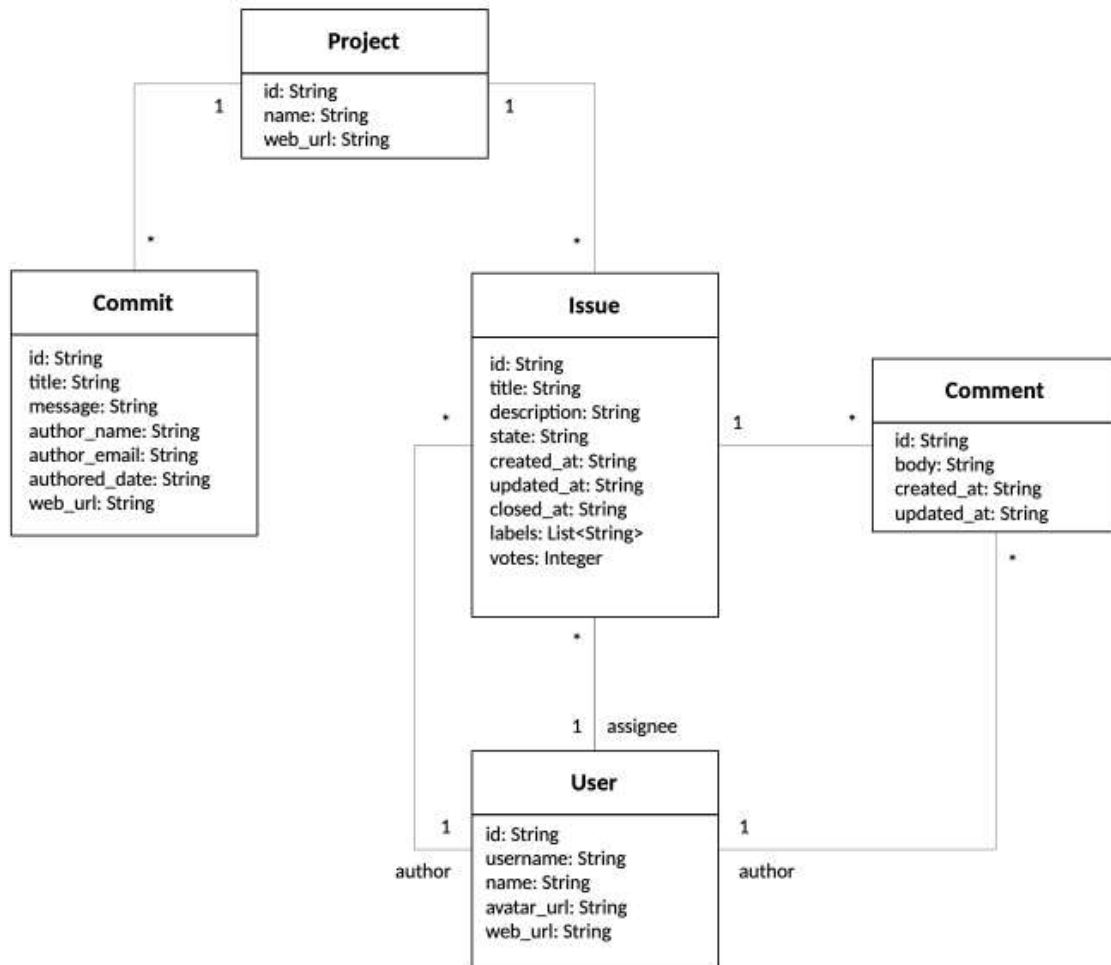 Project
id: String
name: String
web_url: String
1
1
*
*
Commit
id: String
title: String
message: String
author_name: String
author_email: String
authored_date: String
web_url: String
Issue
id: String
title: String
description: String
state: String
created_at: String
updated_at: String
closed_at: String
labels: List<String>
votes: Integer
*
1
*
Comment
id: String
body: String
created_at: String
updated_at: String
*
*
1 assignee
User
id: String
username: String
name: String
avatar_url: String
web_url: String
1
author
1
author